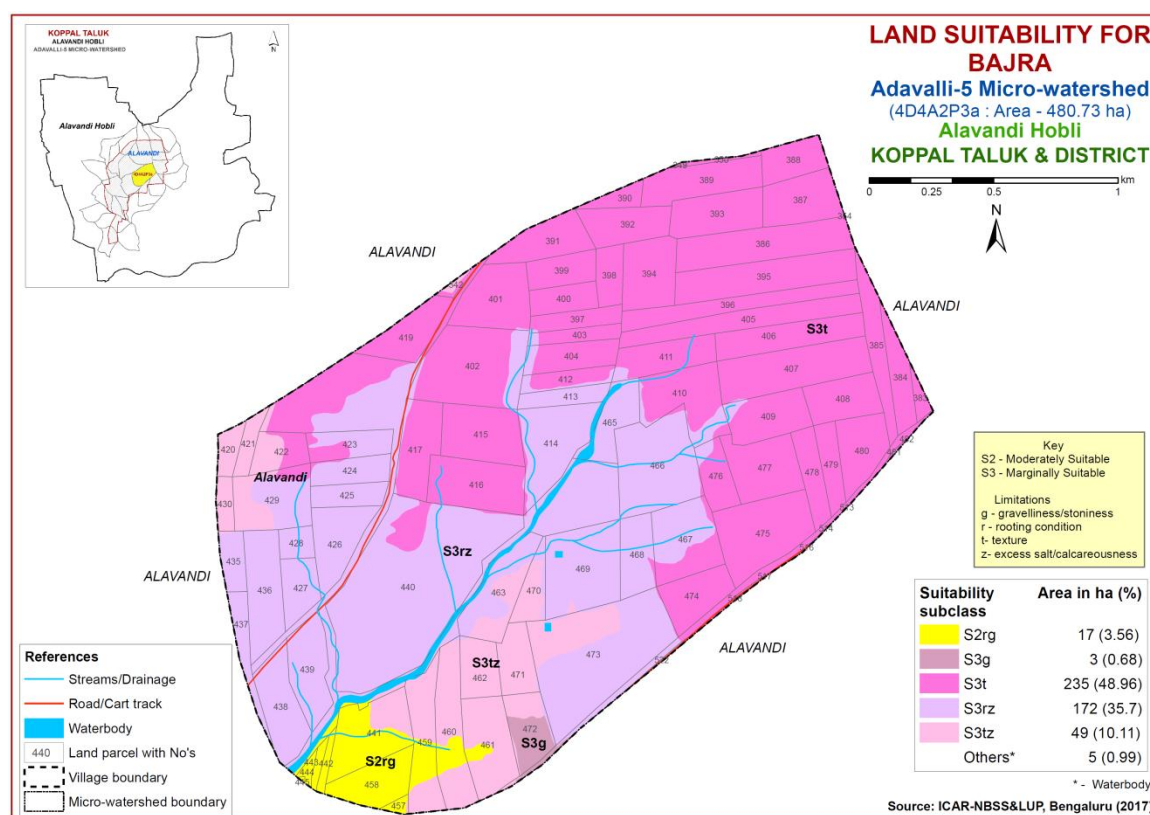 KOPPAL TALUK
ALAVANDI HOBLI
ADAVALLI-5 MICRO-WATERSHED
N
Alavandi Hobli
ALAVANDI
LAND SUITABILITY FOR
BAJRA
Adavalli-5 Micro-watershed
(4D4A2P3a : Area - 480.73 ha)
Alavandi Hobli
KOPPAL TALUK & DISTRICT
km
0 0.25 0.5 1
N
388
389
390
387
393
392
391
386
ALAVANDI
399
398
394
395
401
400
396
ALAVANDI
397
405
403
S3t
406
419
404
411
385
402
407
412
410
384
413
408
409
465
415
414
420
421
422
423
417
480
Alavandi
424
466
477
478
479
476
429
425
416
430
475
428
426
S3rz
467
468
435
440
469
ALAVANDI
436
427
463
470
474
437
ALAVANDI
473
439
S3tz
462
471
438
472
441
459
460
461
S3g
S2rg
442
458
457
Key
S2 - Moderately Suitable
S3 - Marginally Suitable
Limitations
g - gravelliness/stoniness
r - rooting condition
t- texture
z- excess salt/calcareousness
Suitability subclass Area in ha (%)
S2rg 17 (3.56)
S3g 3 (0.68)
S3t 235 (48.96)
S3rz 172 (35.7)
S3tz 49 (10.11)
Others* 5 (0.99)
* - Waterbody
Source: ICAR-NBSS&LUP, Bengaluru (2017)
References
Streams/Drainage
Road/Cart track
Waterbody
440 Land parcel with No's
Village boundary
Micro-watershed boundary